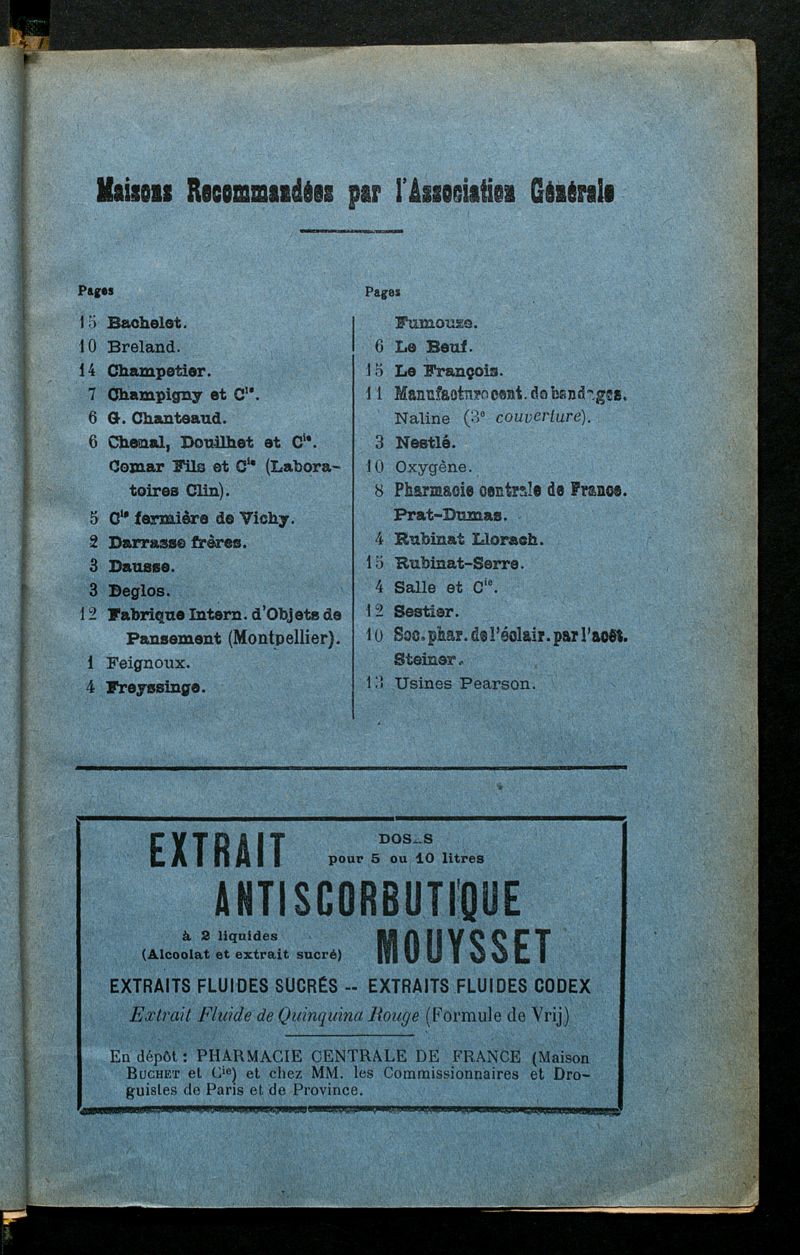 Maisons Recommandées par l'Association Générale
Pages
15 Bachelet.
10 Breland.
14 Champetier.
7 Champigny et Cie.
6 G. Chanteaud.
6 Chenal, Douilhet et Cie.
Comar Fils et Cie (Labora-
toires Clin).
5 Cie fermière de Vichy.
2 Darrasse frères.
3 Dausse.
3 Deglos.
12 Fabrique Intern. d'Objets de
Pansement (Montpellier).
1 Feignoux.
4 Freyssinge.
Pages
Fumouze.
6 Le Beuf.
15 Le François.
11 Manufacture cent. de bandages.
Naline (3e couverture).
3 Nestlé.
10 Oxygène.
8 Pharmacie centrale de France.
Prat-Dumas.
4 Rubinat Llorach.
15 Rubinat-Serre.
4 Salle et Cie.
12 Sestier.
10 Soc. phar. de l'éclair. par l'acét.
Steiner.
13 Usines Pearson.
EXTRAIT
DOSES
pour 5 ou 10 litres
ANTISCORBUTIQUE
à 2 liquides
(Alcoolat et extrait sucré)
MOUYSSET
EXTRAITS FLUIDES SUCRÉS -- EXTRAITS FLUIDES CODEX
Extrait Fluide de Quinquina Rouge (Formule de Vrij)
En dépôt : PHARMACIE CENTRALE DE FRANCE (Maison
BUCHET et Cie) et chez MM. les Commissionnaires et Dro-
guistes de Paris et de Province.